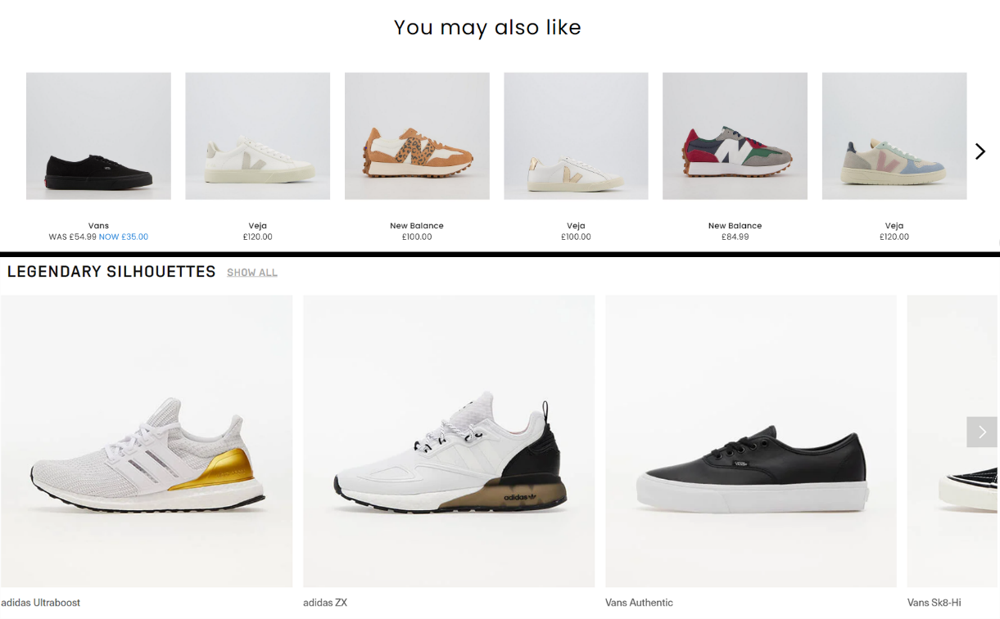 You may also like
Vans Veja New Balance Veja New Balance Veja
WAS £54.99 NOW £35.00 £120.00 £100.00 £100.00 £84.99 £120.00
LEGENDARY SILHOUETTES SHOW ALL
adidas
VANS
adidas Ultraboost adidas ZX Vans Authentic Vans Sk8-Hi